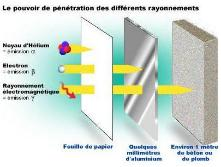 Le pouvoir de pénétration des différents rayonnements
Noyau d'Hélium
= émission α
Electron
= émission β
Rayonnement
électromagnétique
= émission γ
Feuille de papier
Quelques
millimètres
d'aluminium
Environ 1 mètre
de béton ou
de plomb